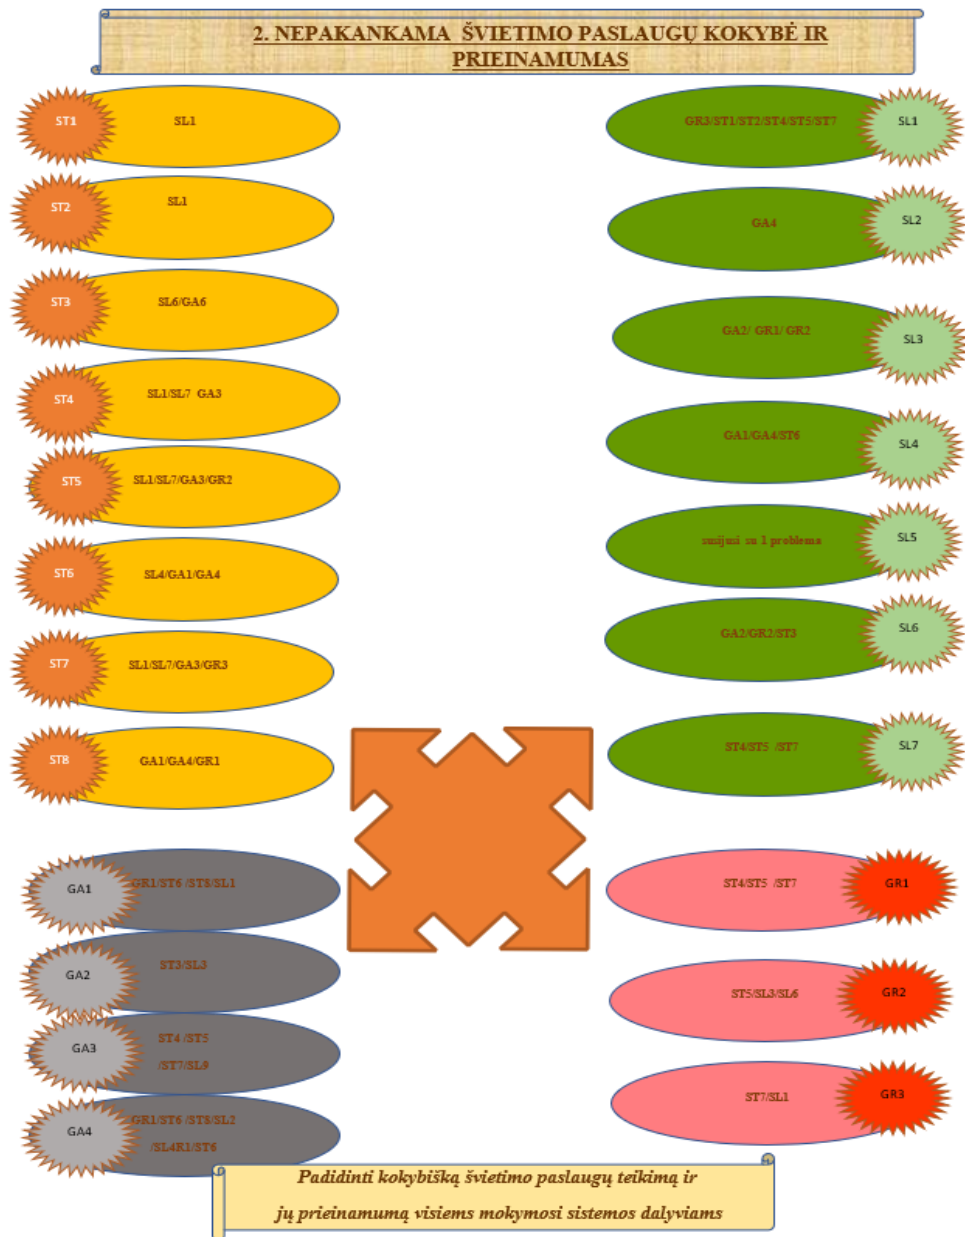 2. NEPAKANKAMA ŠVIETIMO PASLAUGŲ KOKYBĖ IR
PRIEINAMUMAS
ST1
SL1
ST2
SL1
ST3
SL6/GA6
ST4
SL1/SL7 GA3
ST5
SL1/SL7/GA3/GR2
ST6
SL4/GA1/GA4
ST7
SL1/SL7/GA3/GR3
ST8
GA1/GA4/GR1
GR3/ST1/ST2/ST4/ST5/ST7
SL1
GA4
SL2
GA2/ GR1/ GR2
SL3
GA1/GA4/ST6
SL4
susijusi su 1 problema
SL5
GA2/GR2/ST3
SL6
ST4/ST5 /ST7
SL7
GA1
GR1/ST6 /ST8/SL1
GA2
ST3/SL3
GA3
ST4 /ST5
/ST7/SL9
GA4
GR1/ST6 /ST8/SL2
/SL4R1/ST6
ST4/ST5 /ST7
GR1
ST5/SL3/SL6
GR2
ST7/SL1
GR3
Padidinti kokybišką švietimo paslaugų teikimą ir
jų prieinamumą visiems mokymosi sistemos dalyviams